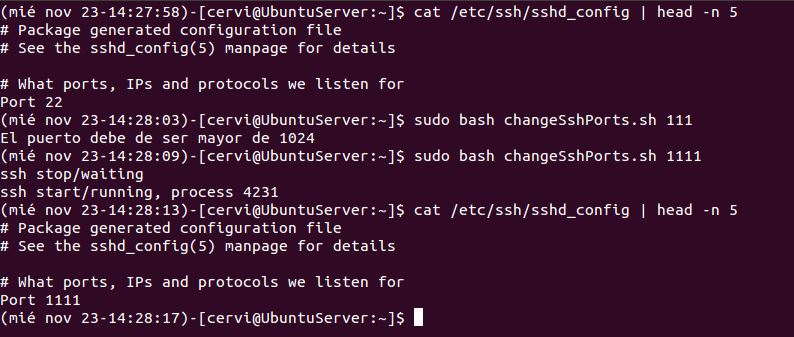 (mié nov 23-14:27:58)-[cervi@UbuntuServer:~]$ cat /etc/ssh/sshd_config | head -n 5
# Package generated configuration file
# See the sshd_config(5) manpage for details

# What ports, IPs and protocols we listen for
Port 22
(mié nov 23-14:28:03)-[cervi@UbuntuServer:~]$ sudo bash changeSshPorts.sh 111
El puerto debe de ser mayor de 1024
(mié nov 23-14:28:09)-[cervi@UbuntuServer:~]$ sudo bash changeSshPorts.sh 1111
ssh stop/waiting
ssh start/running, process 4231
(mié nov 23-14:28:13)-[cervi@UbuntuServer:~]$ cat /etc/ssh/sshd_config | head -n 5
# Package generated configuration file
# See the sshd_config(5) manpage for details

# What ports, IPs and protocols we listen for
Port 1111
(mié nov 23-14:28:17)-[cervi@UbuntuServer:~]$